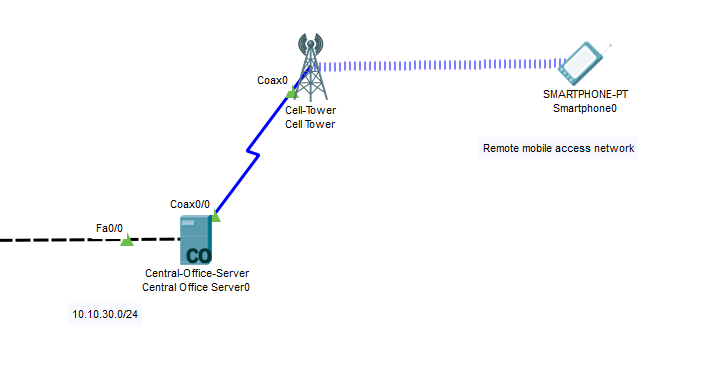 Coax0
Cell-Tower
Cell Tower
SMARTPHONE-PT
Smartphone0
Remote mobile access network
Coax0/0
Fa0/0
CO
Central-Office-Server
Central Office Server0
10.10.30.0/24